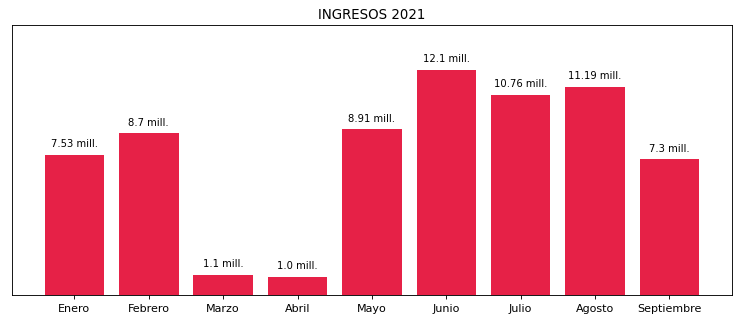 INGRESOS 2021
7.53 mill.
8.7 mill.
1.1 mill.
1.0 mill.
8.91 mill.
12.1 mill.
10.76 mill.
11.19 mill.
7.3 mill.
Enero Febrero Marzo Abril Mayo Junio Julio Agosto Septiembre